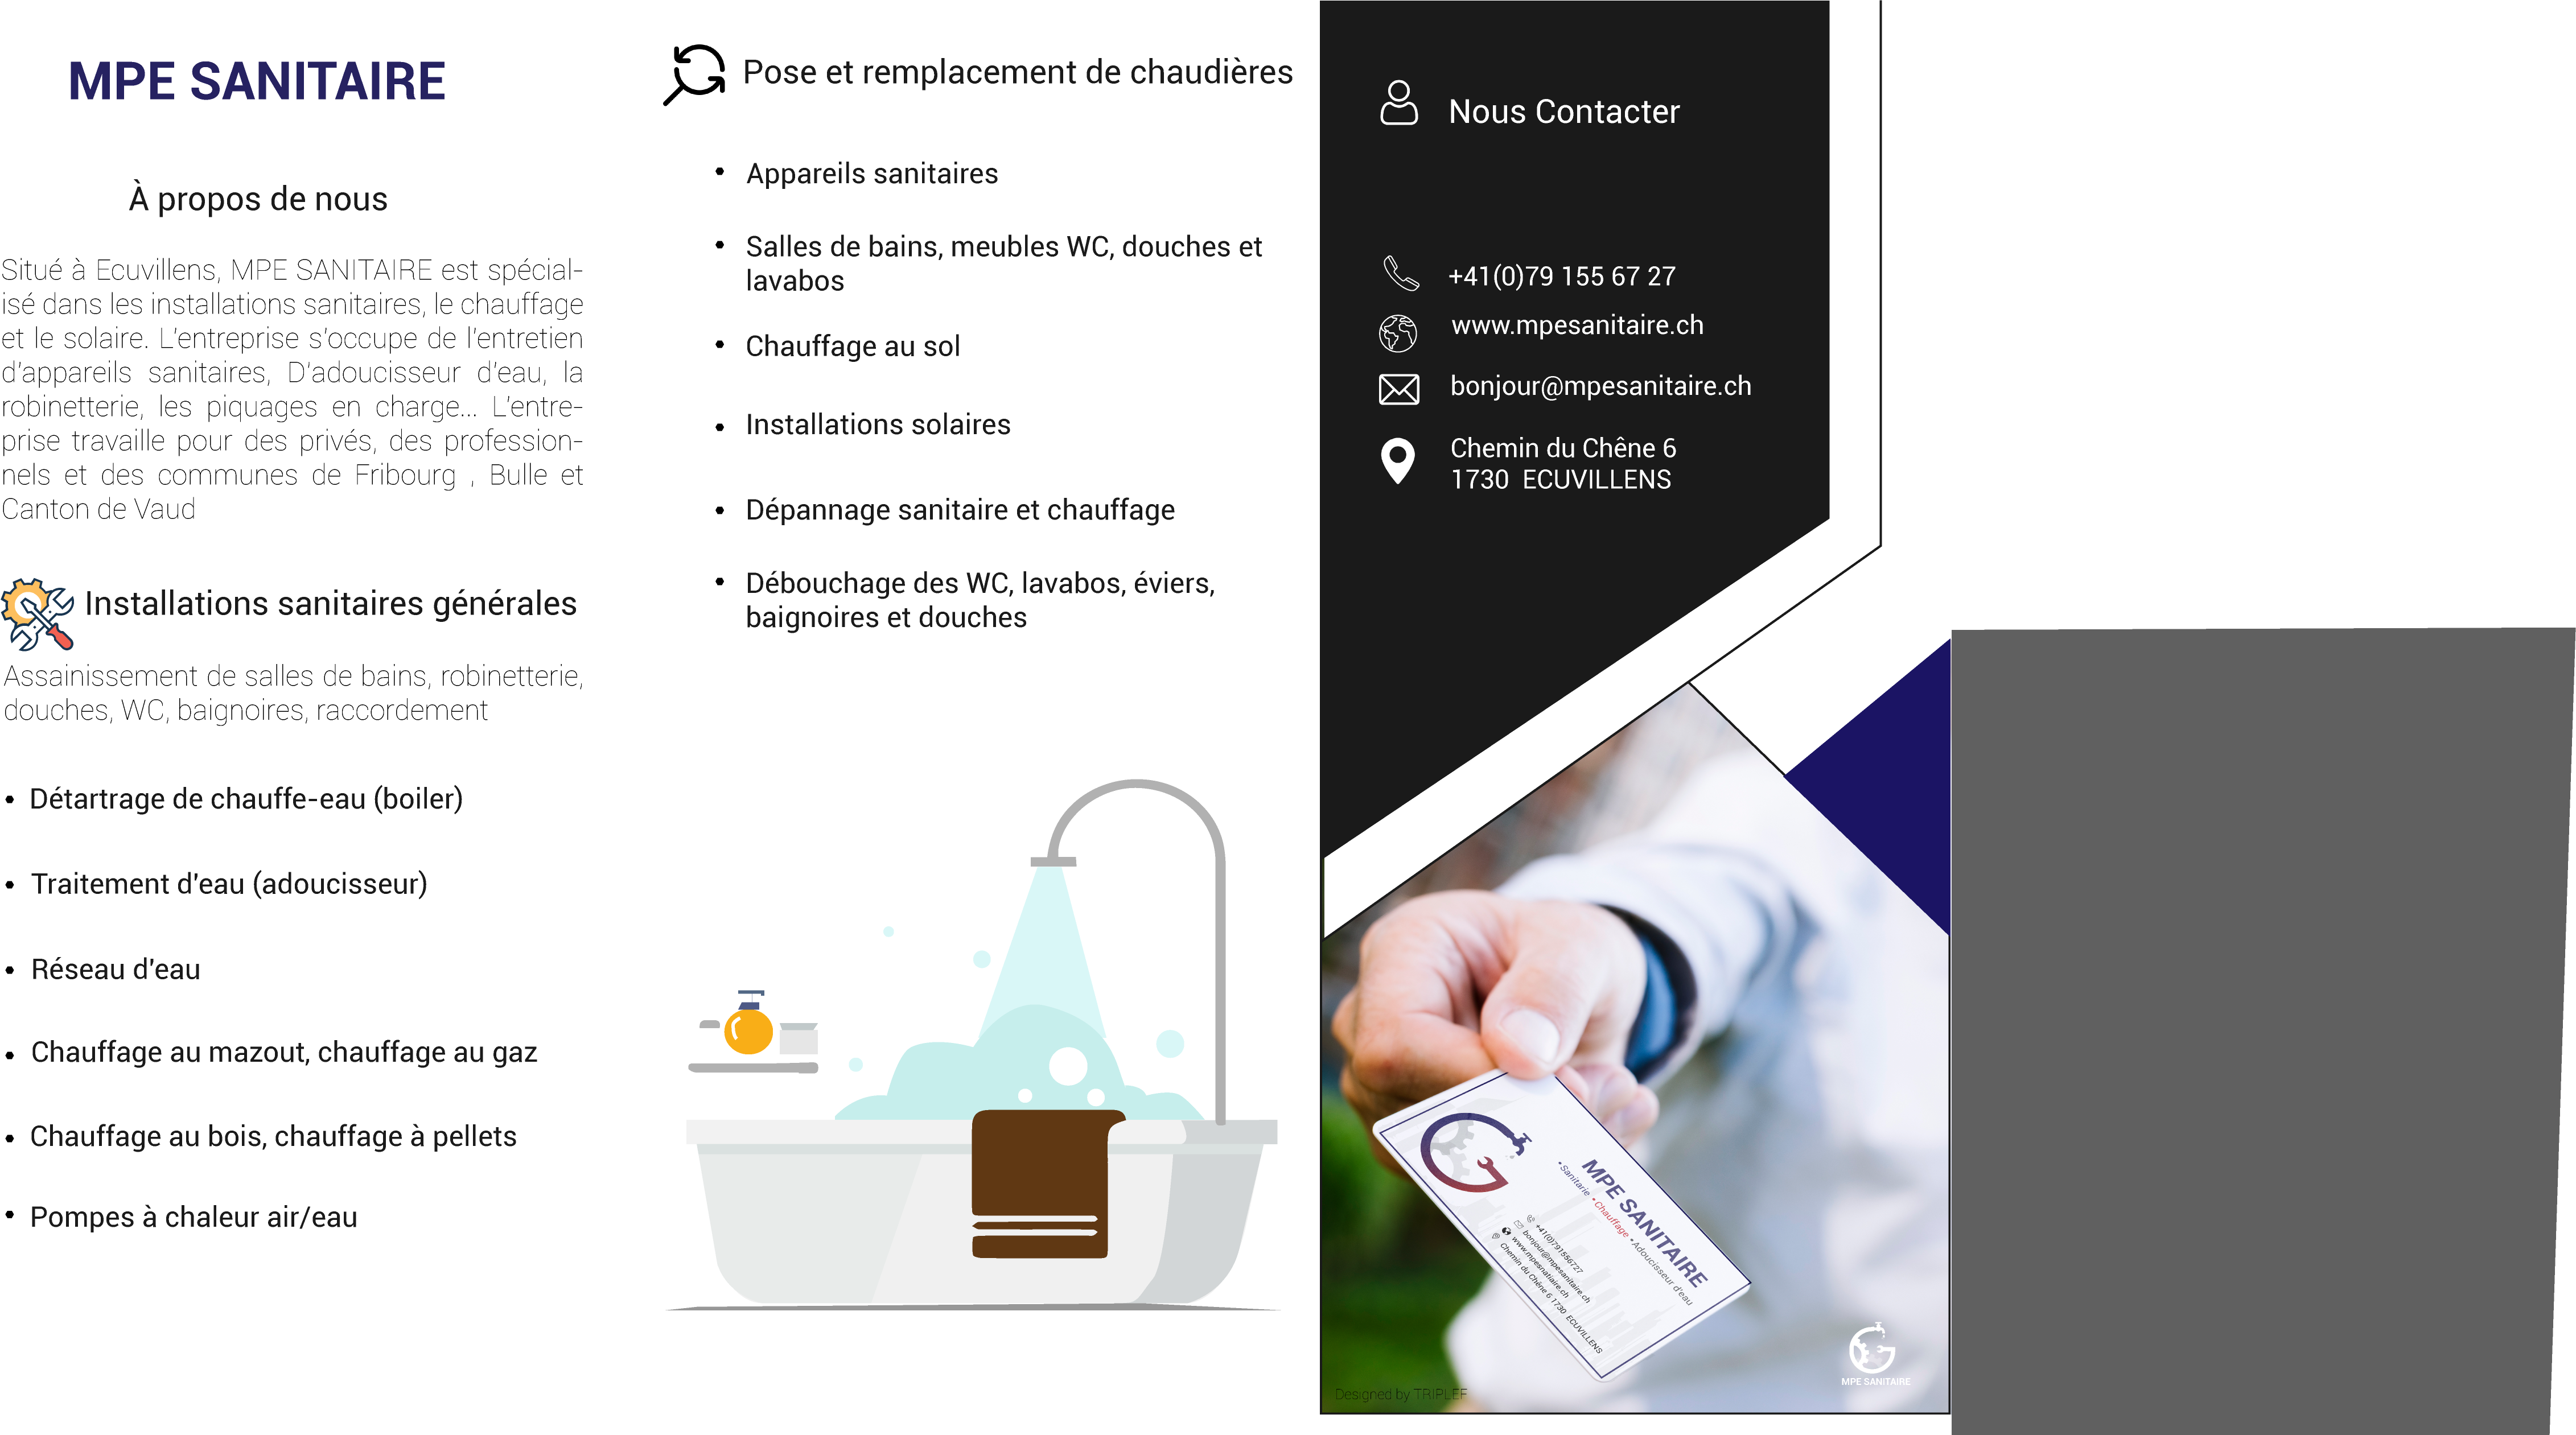 MPE SANITAIRE
À propos de nous
Situé à Ecuvillens, MPE SANITAIRE est spécial-
isé dans les installations sanitaires, le chauffage
et le solaire. L'entreprise s'occupe de l'entretien
d'appareils sanitaires, D'adoucisseur d'eau, la
robinetterie, les piquages en charge... L'entre-
prise travaille pour des privés, des profession-
nels et des communes de Fribourg , Bulle et
Canton de Vaud
Installations sanitaires générales
Assainissement de salles de bains, robinetterie,
douches, WC, baignoires, raccordement
• Détartrage de chauffe-eau (boiler)
• Traitement d'eau (adoucisseur)
• Réseau d'eau
• Chauffage au mazout, chauffage au gaz
• Chauffage au bois, chauffage à pellets
• Pompes à chaleur air/eau
Pose et remplacement de chaudières
• Appareils sanitaires
• Salles de bains, meubles WC, douches et
lavabos
• Chauffage au sol
• Installations solaires
• Dépannage sanitaire et chauffage
• Débouchage des WC, lavabos, éviers,
baignoires et douches
Nous Contacter
+41(0)79 155 67 27
www.mpesanitaire.ch
bonjour@mpesanitaire.ch
Chemin du Chêne 6
1730 ECUVILLENS
MPE SANITAIRE
• Sanitarie • Chauffage • Adoucisseur d'eau
+41(0)791556727
bonjour@mpesanitaire.ch
www.mpesnatiaire.ch
Chemin du Chêne 6 1730 ECUVILLENS
Designed by TRIPLEF
MPE SANITAIRE